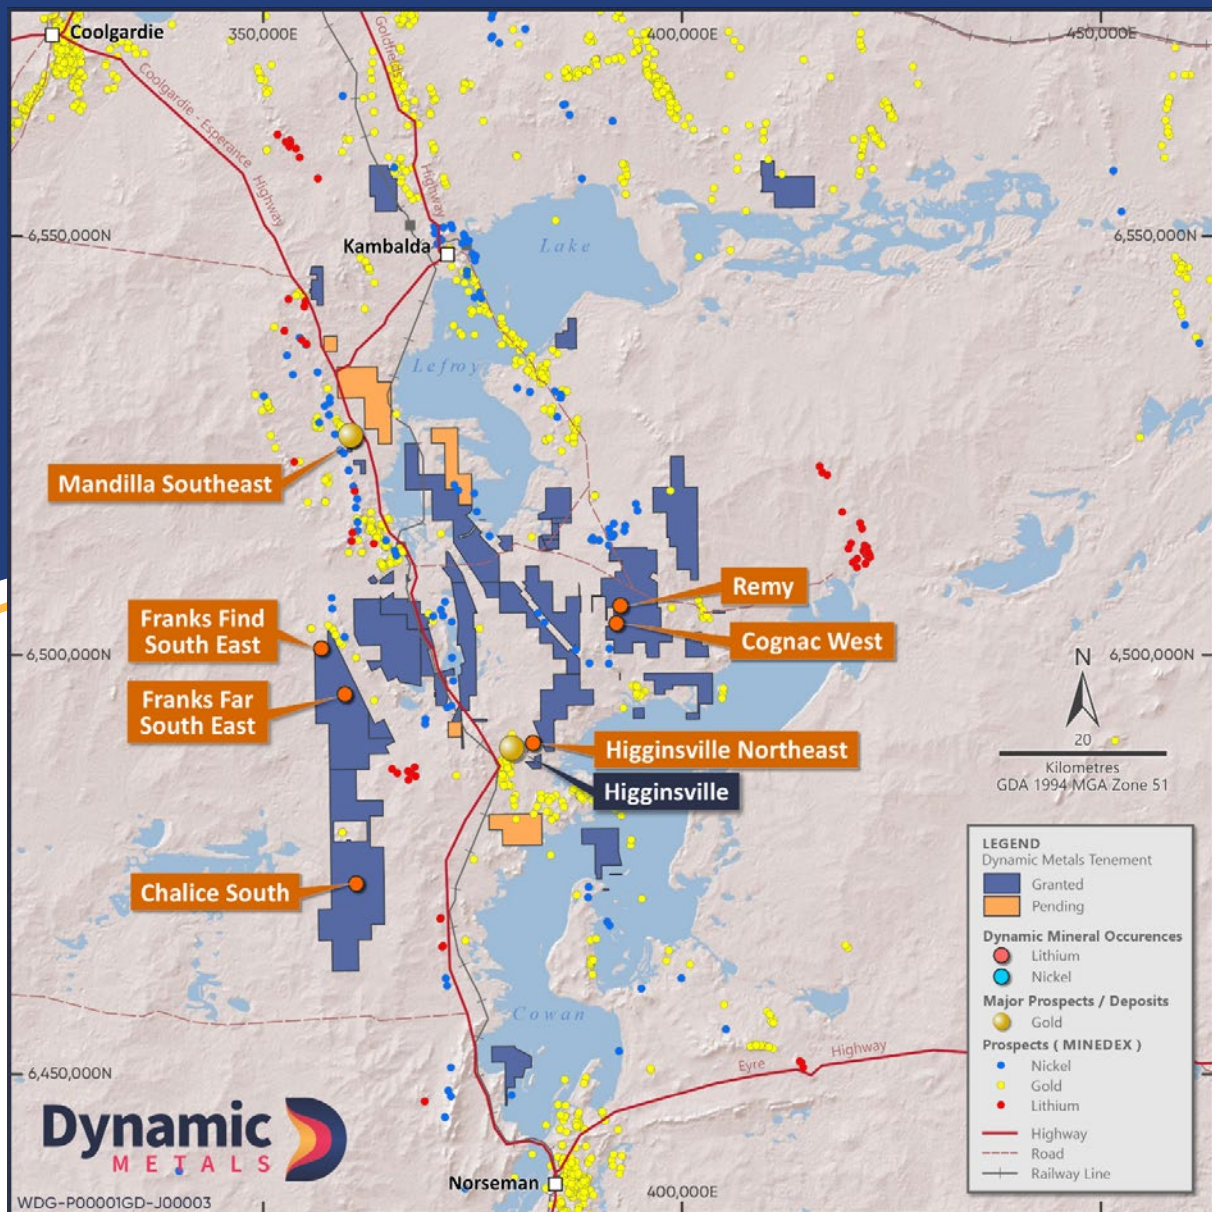 Coolgardie
350,000E
400,000E
450,000E
Goldfields
Highway
Coolgardie - Esperance
Highway
6,550,000N
6,550,000N
Kambalda
Lake
Lefroy
Mandilla Southeast
Remy
Cognac West
Franks Find
South East
Franks Far
South East
6,500,000N
6,500,000N
N
20
Kilometres
GDA 1994 MGA Zone 51
Higginsville Northeast
Higginsville
Chalice South
LEGEND
Dynamic Metals Tenement
Granted
Pending
Dynamic Mineral Occurences
Lithium
Nickel
Major Prospects / Deposits
Gold
Prospects ( MINEDEX )
Nickel
Gold
Lithium
Highway
Road
Railway Line
Cowan
Eyre
Highway
6,450,000N
Dynamic
METALS
Norseman
400,000E
WDG-P00001GD-J00003